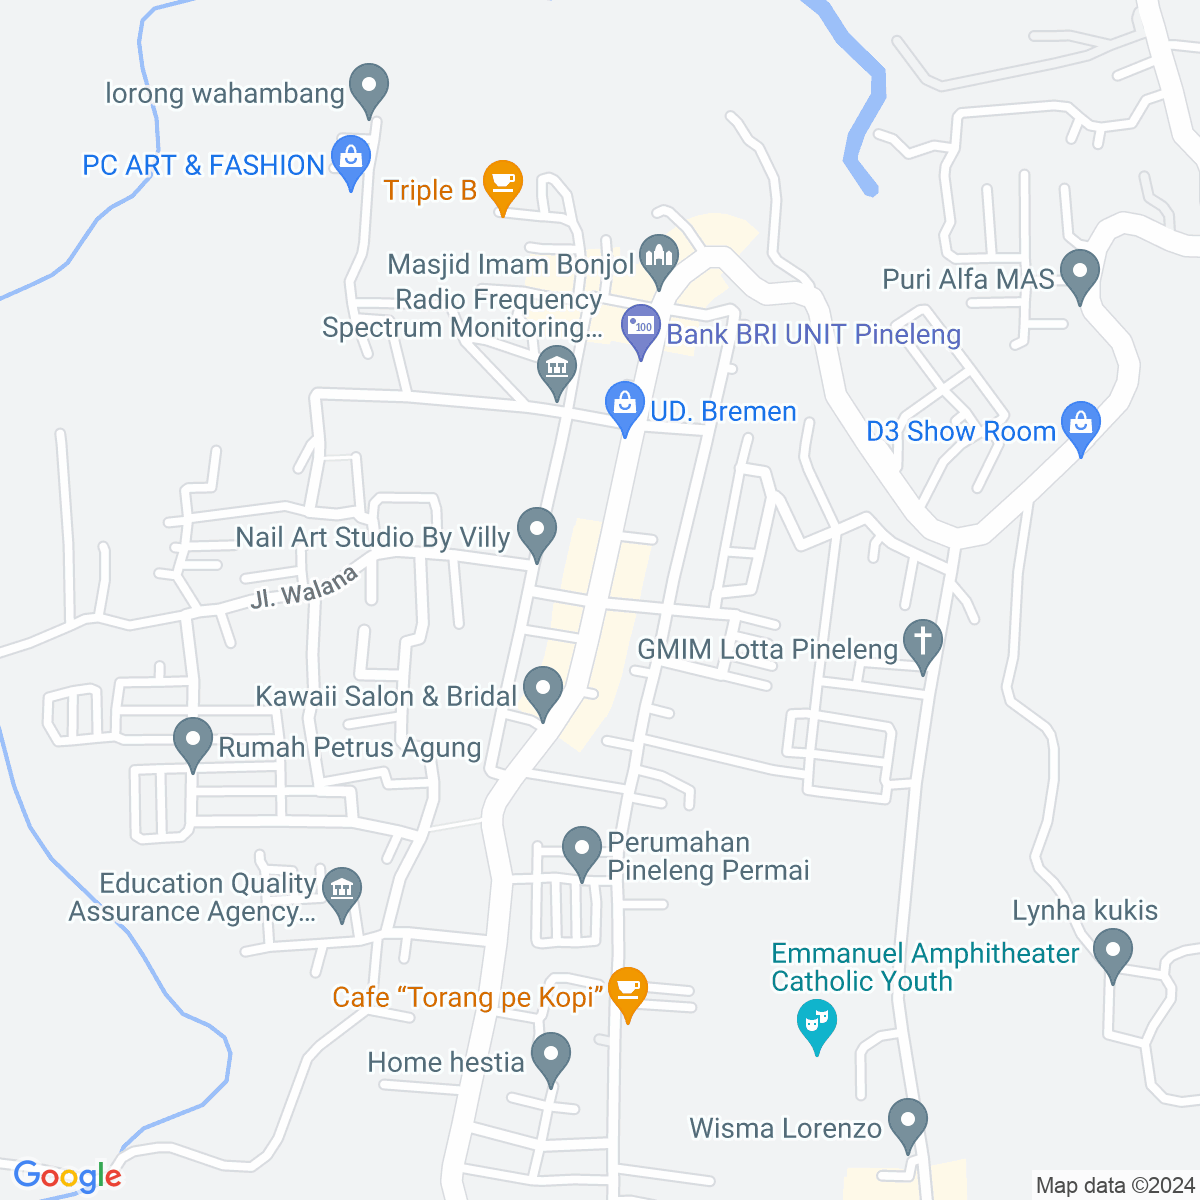 lorong wahambang
PC ART & FASHION
Triple B
Masjid Imam Bonjol
Radio Frequency
Spectrum Monitoring...
100
Bank BRI UNIT Pineleng
Puri Alfa MAS
UD. Bremen
D3 Show Room
Nail Art Studio By Villy
Jl. Walana
GMIM Lotta Pineleng
Kawaii Salon & Bridal
Rumah Petrus Agung
Perumahan
Pineleng Permai
Education Quality
Assurance Agency...
Lynha kukis
Emmanuel Amphitheater
Catholic Youth
Cafe “Torang pe Kopi”
Home hestia
Wisma Lorenzo
Google
Map data ©2024